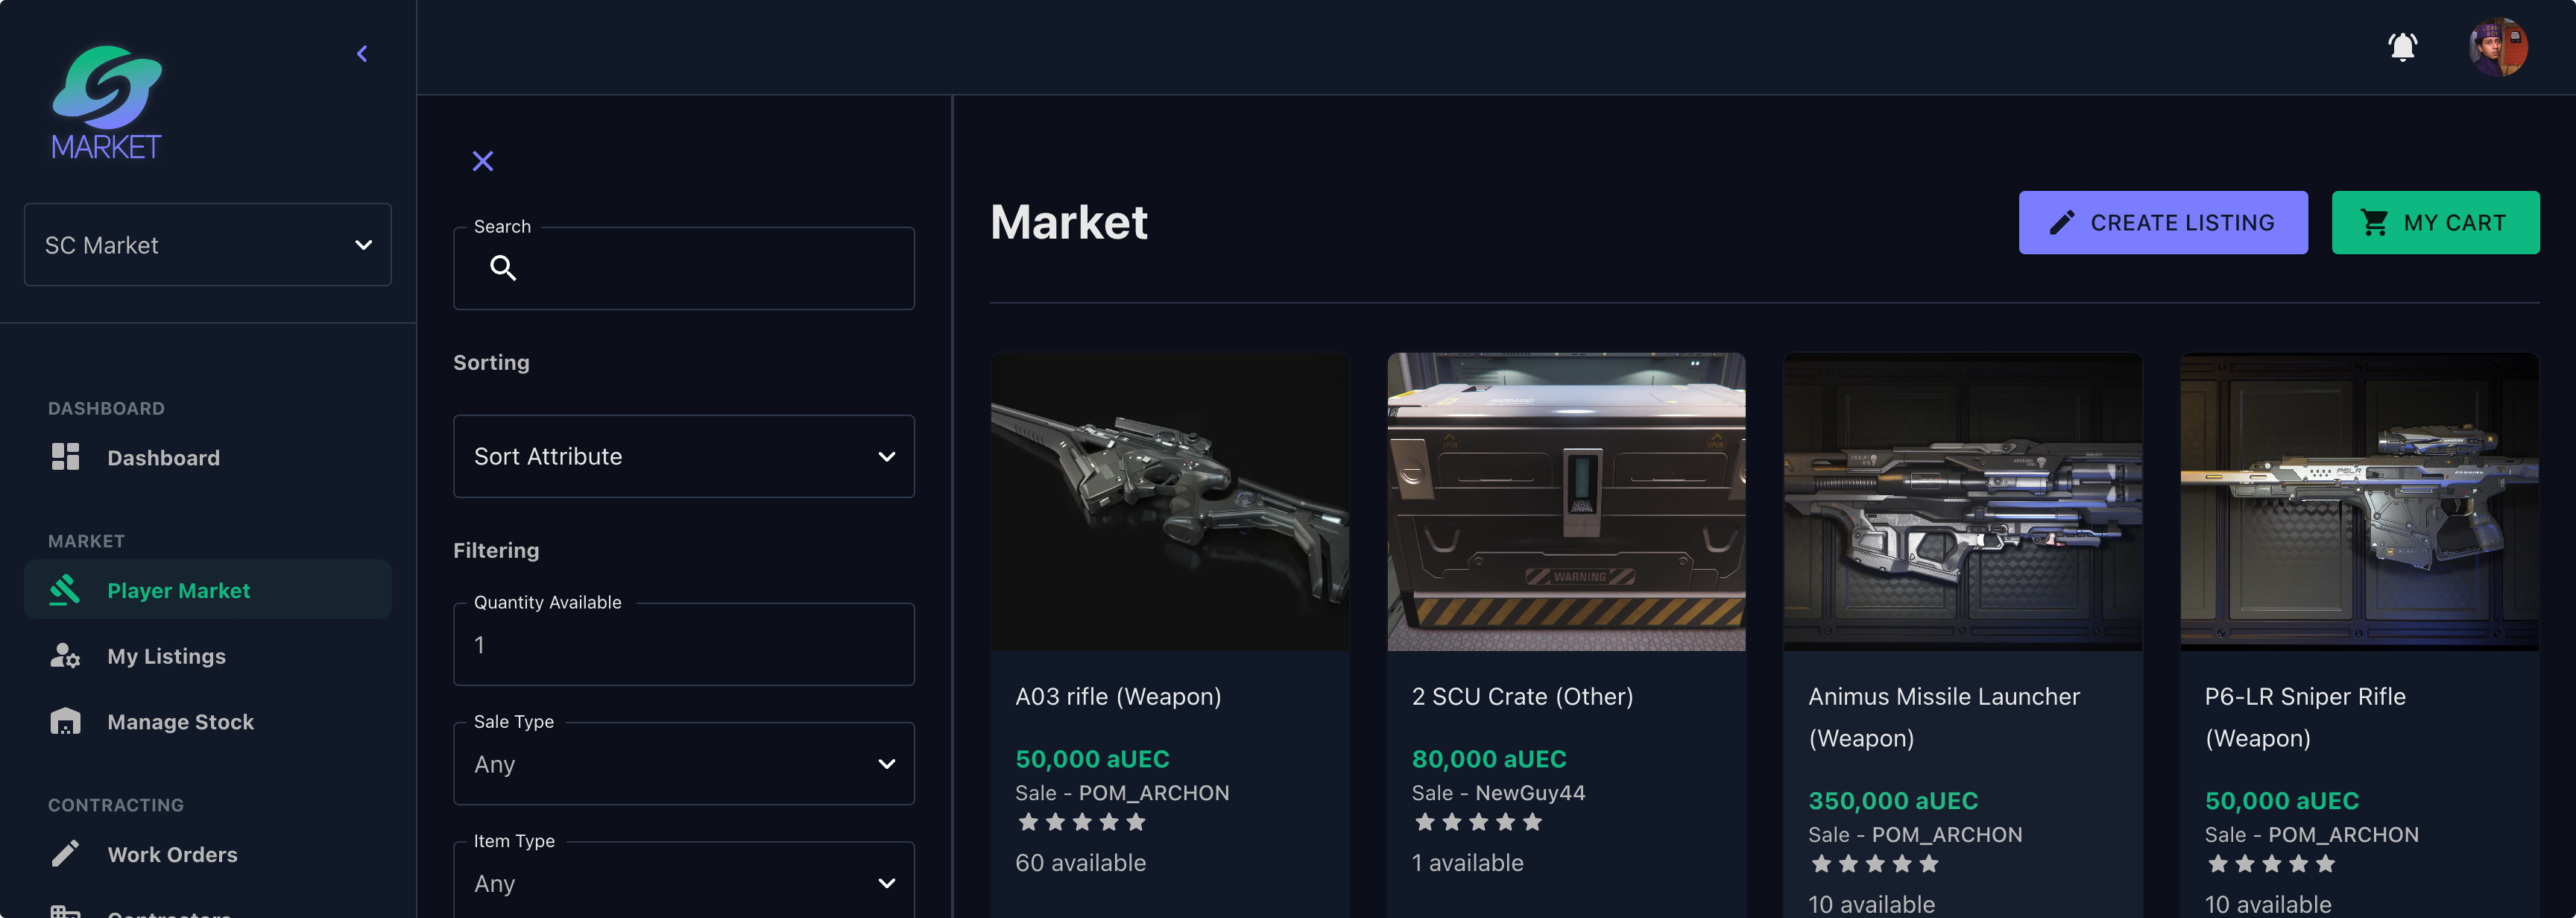 MARKET
SC Market
DASHBOARD
Dashboard
MARKET
Player Market
My Listings
Manage Stock
CONTRACTING
Work Orders
Contractors
Search
Sorting
Sort Attribute
Filtering
Quantity Available
1
Sale Type
Any
Item Type
Any
Market
CREATE LISTING
MY CART
WARNING
A03 rifle (Weapon)
50,000 aUEC
Sale - POM_ARCHON
60 available
2 SCU Crate (Other)
80,000 aUEC
Sale - NewGuy44
1 available
Animus Missile Launcher
(Weapon)
350,000 aUEC
Sale - POM_ARCHON
10 available
P6-LR Sniper Rifle
(Weapon)
50,000 aUEC
Sale - POM_ARCHON
10 available